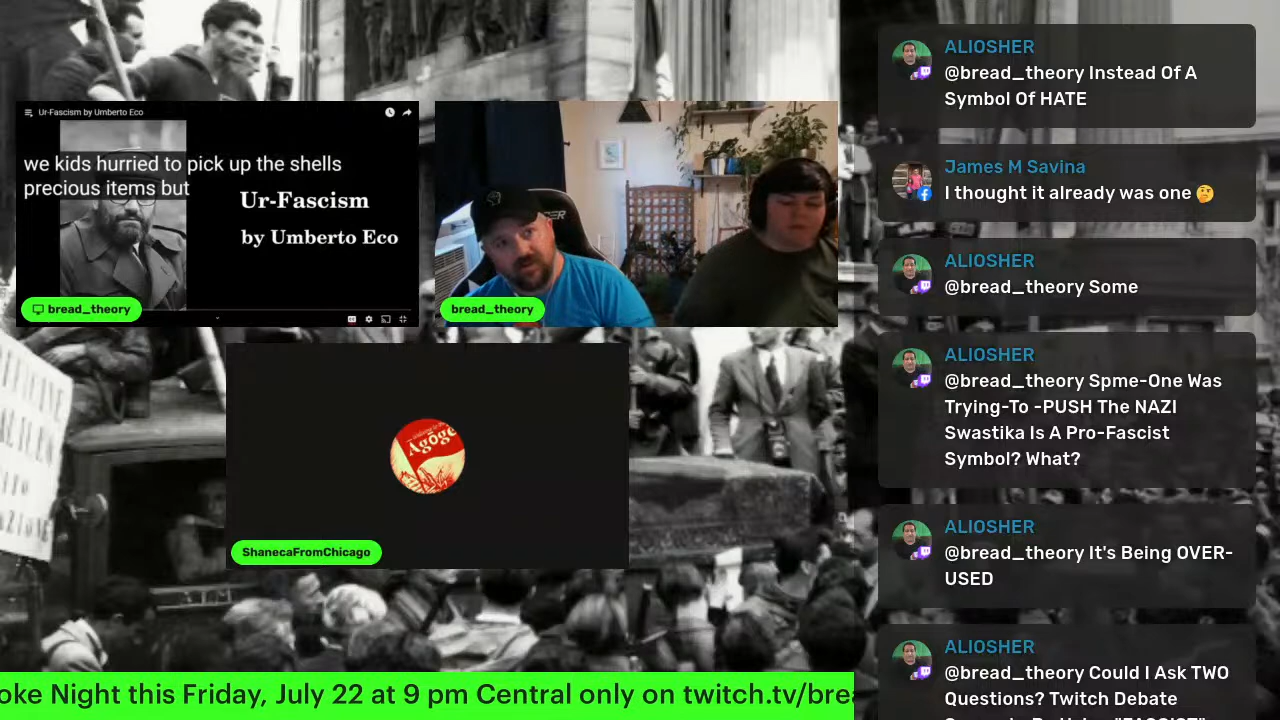 Ur-Fascism by Umberto Eco
we kids hurried to pick up the shells
precious items but
Ur-Fascism
by Umberto Eco
bread_theory
bread_theory
Agōge
ShanecaFromChicago
oke Night this Friday, July 22 at 9 pm Central only on twitch.tv/brea
ALIOSHER
@bread_theory Instead Of A
Symbol Of HATE
James M Savina
I thought it already was one 🤔
ALIOSHER
@bread_theory Some
ALIOSHER
@bread_theory Spme-One Was
Trying-To -PUSH The NAZI
Swastika Is A Pro-Fascist
Symbol? What?
ALIOSHER
@bread_theory It's Being OVER-
USED
ALIOSHER
@bread_theory Could I Ask TWO
Questions? Twitch Debate